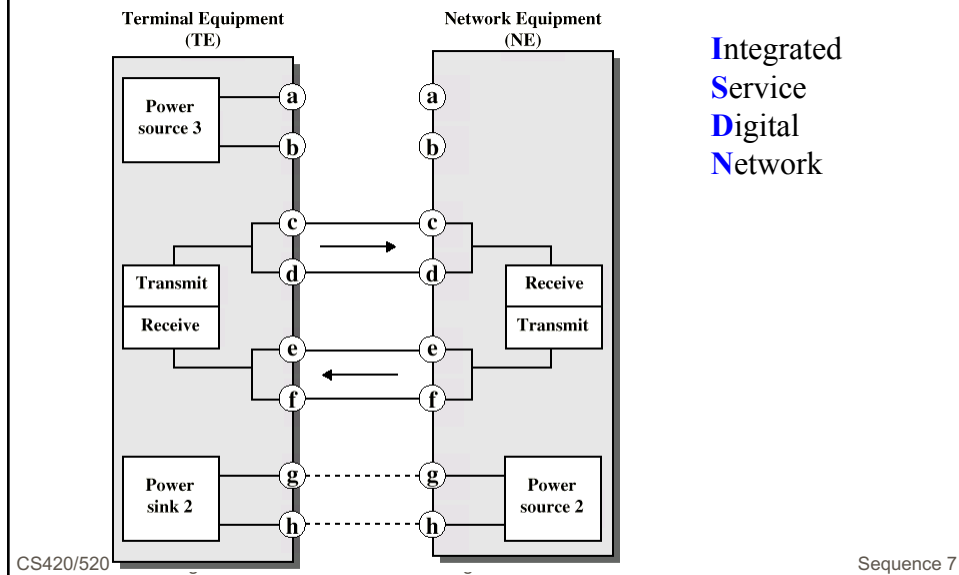 Terminal Equipment
(TE)
Network Equipment
(NE)
Integrated
Service
Digital
Network
Power
source 3
a
a
b
b
c
c
d
d
Transmit
Receive
Receive
Transmit
e
e
f
f
Power
sink 2
g
g
Power
source 2
h
h
CS420/520
Sequence 7